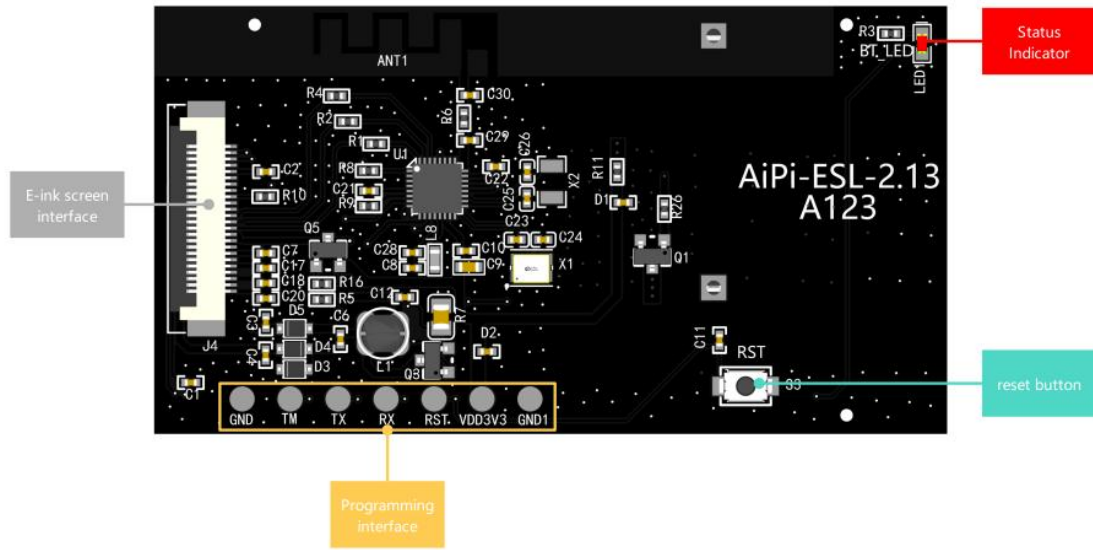 ANT1
R3
BT_LED
LED1
Status
Indicator
R4
R2
R1
U1
R6
C30
C29
C26
C22
C25
X2
R11
D1
R26
C2
R10
R8
C21
R9
AiPi-ESL-2.13
A123
E-ink screen
interface
Q5
C28
C8
L8
C10
C9
C23
C24
X1
Q1
C7
C17
C18
C20
R16
R5
C12
R7
C3
C4
D5
D4
D3
C6
L1
Q3
D2
C11
RST
S3
reset button
J4
C1
GND
TM
TX
RX
RST
VDD3V3
GND1
Programming
interface